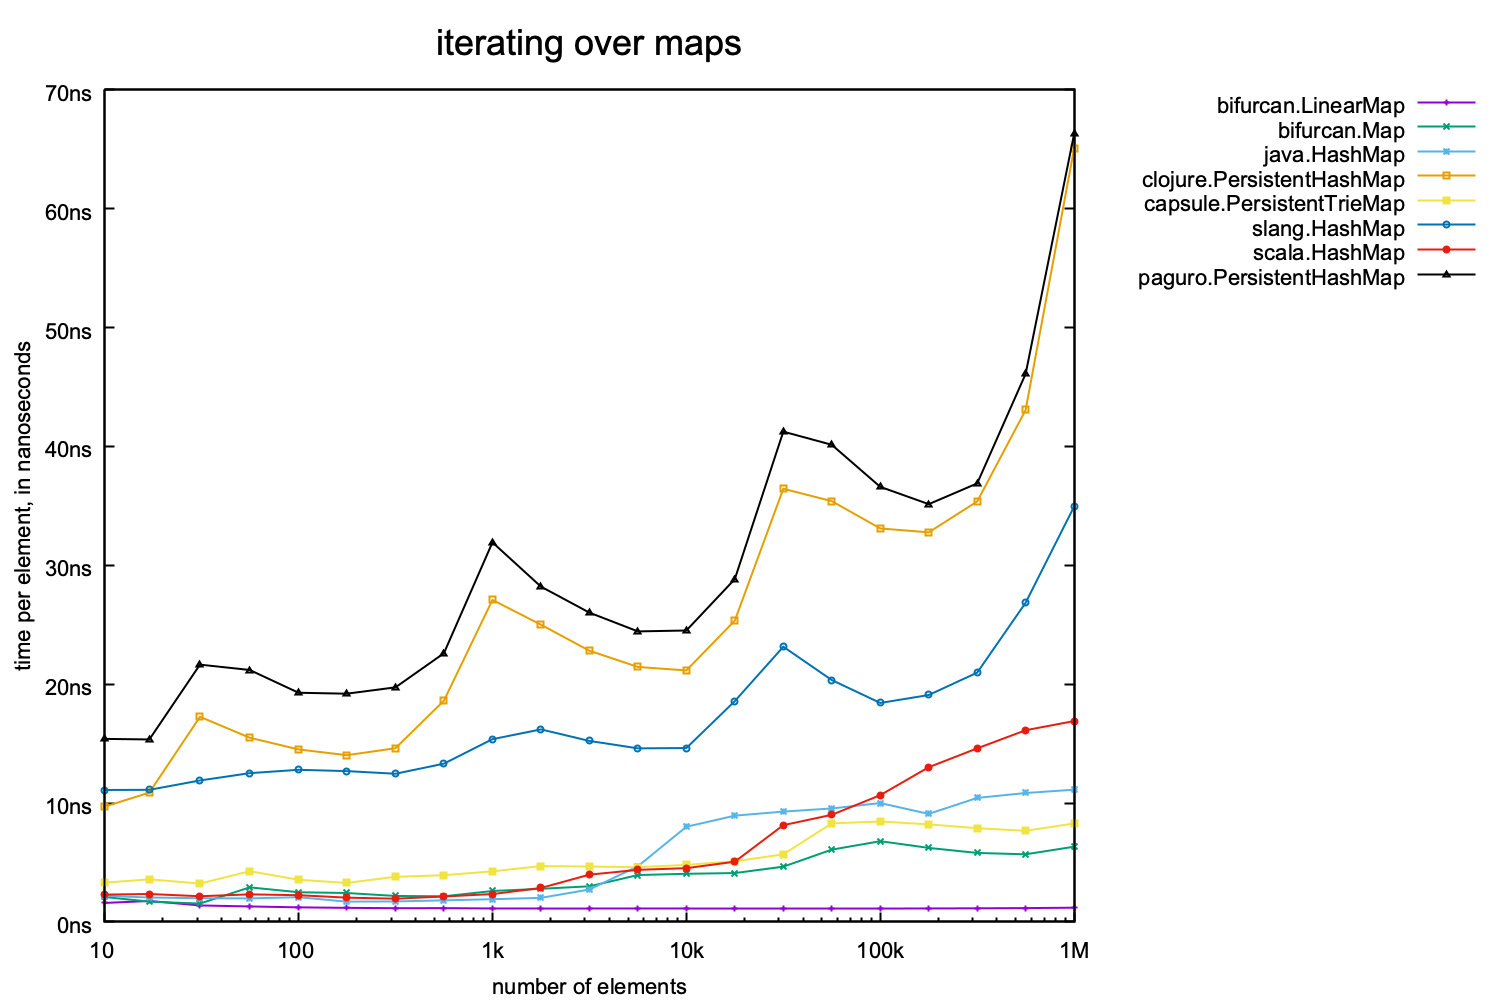 iterating over maps
70ns
60ns
50ns
40ns
30ns
20ns
10ns
0ns
time per element, in nanoseconds
10
100
1k
10k
100k
1M
number of elements
bifurcan.LinearMap
bifurcan.Map
java.HashMap
clojure.PersistentHashMap
capsule.PersistentTrieMap
slang.HashMap
scala.HashMap
paguro.PersistentHashMap